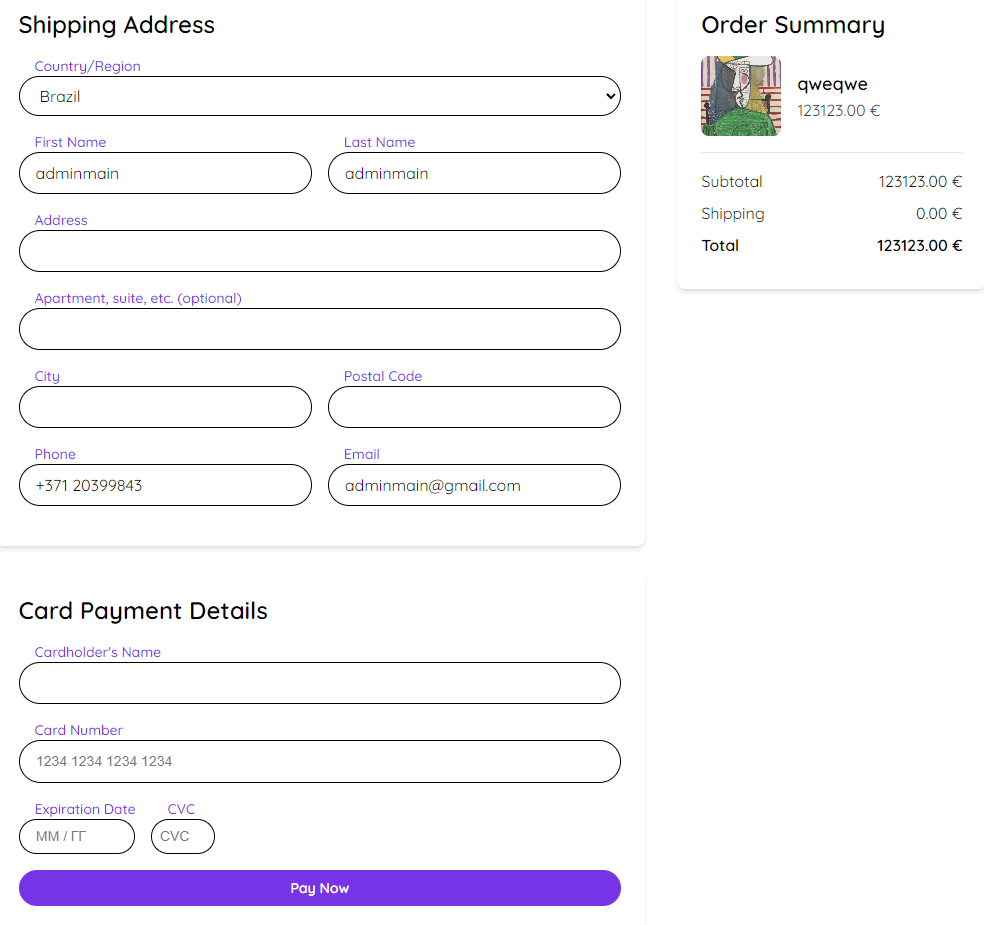 Shipping Address
Country/Region
Brazil
First Name
Last Name
adminmain
adminmain
Address
Apartment, suite, etc. (optional)
City
Postal Code
Phone
Email
+371 20399843
adminmain@gmail.com
Card Payment Details
Cardholder's Name
Card Number
1234 1234 1234 1234
Expiration Date
CVC
ММ / ГГ
CVC
Pay Now
Order Summary
qweqwe
123123.00 €
Subtotal 123123.00 €
Shipping 0.00 €
Total 123123.00 €